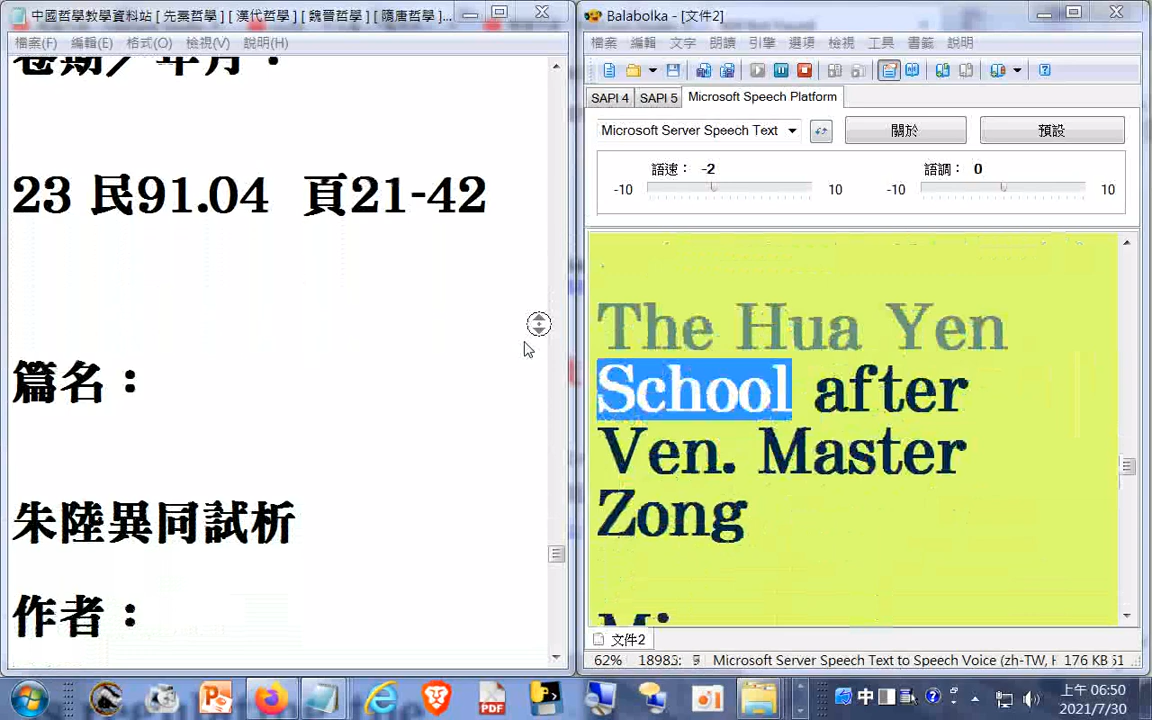 中國哲學教學資料站 [ 先秦哲學 ] [ 漢代哲學 ] [ 魏晉哲學 ] [ 隋唐哲學 ]...
檔案(F) 編輯(E) 格式(O) 檢視(V) 說明(H)
卷期／年月：
23 民91.04 頁21-42
篇名：
朱陸異同試析
作者：
Balabolka - [文件2]
檔案 編輯 文字 朗讀 引擎 選項 檢視 工具 書籤 說明
SAPI 4 SAPI 5 Microsoft Speech Platform
Microsoft Server Speech Text 關於 預設
語速： -2 語調： 0
-10 10 -10 10
The Hua Yen
School after
Ven. Master
Zong
文件2
62% 18985: Microsoft Server Speech Text to Speech Voice (zh-TW, H 176 KB
中
PDF
上午 06:50
2021/7/30